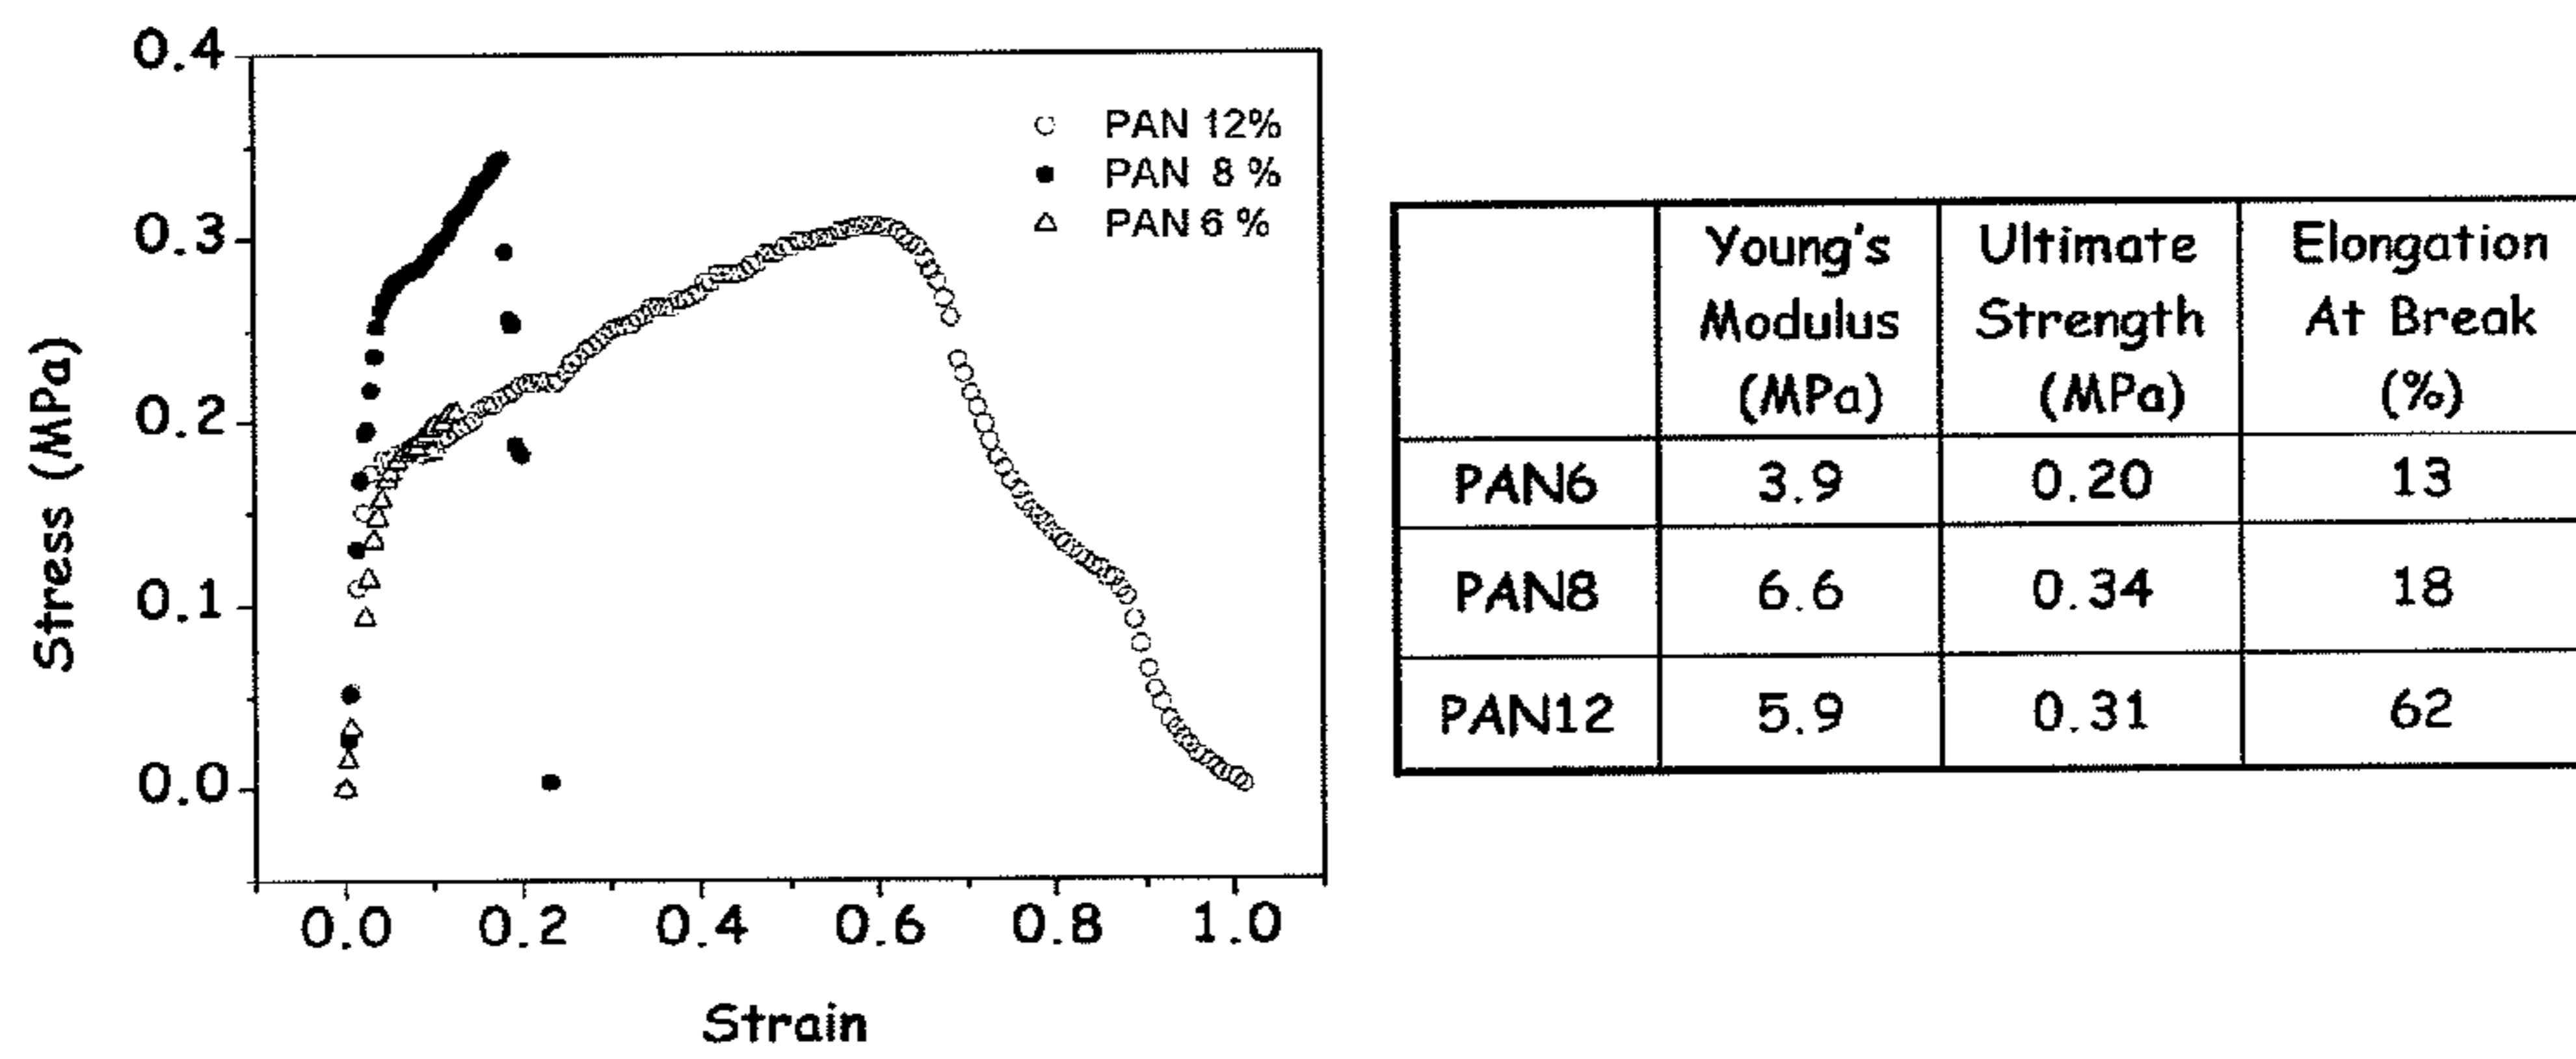 0.4
0.3
0.2
0.1
0.0
Stress (MPa)
PAN 12%
PAN 8 %
PAN 6 %
0.0 0.2 0.4 0.6 0.8 1.0
Strain
Young's Modulus (MPa) Ultimate Strength (MPa) Elongation At Break (%)
PAN6 3.9 0.20 13
PAN8 6.6 0.34 18
PAN12 5.9 0.31 62